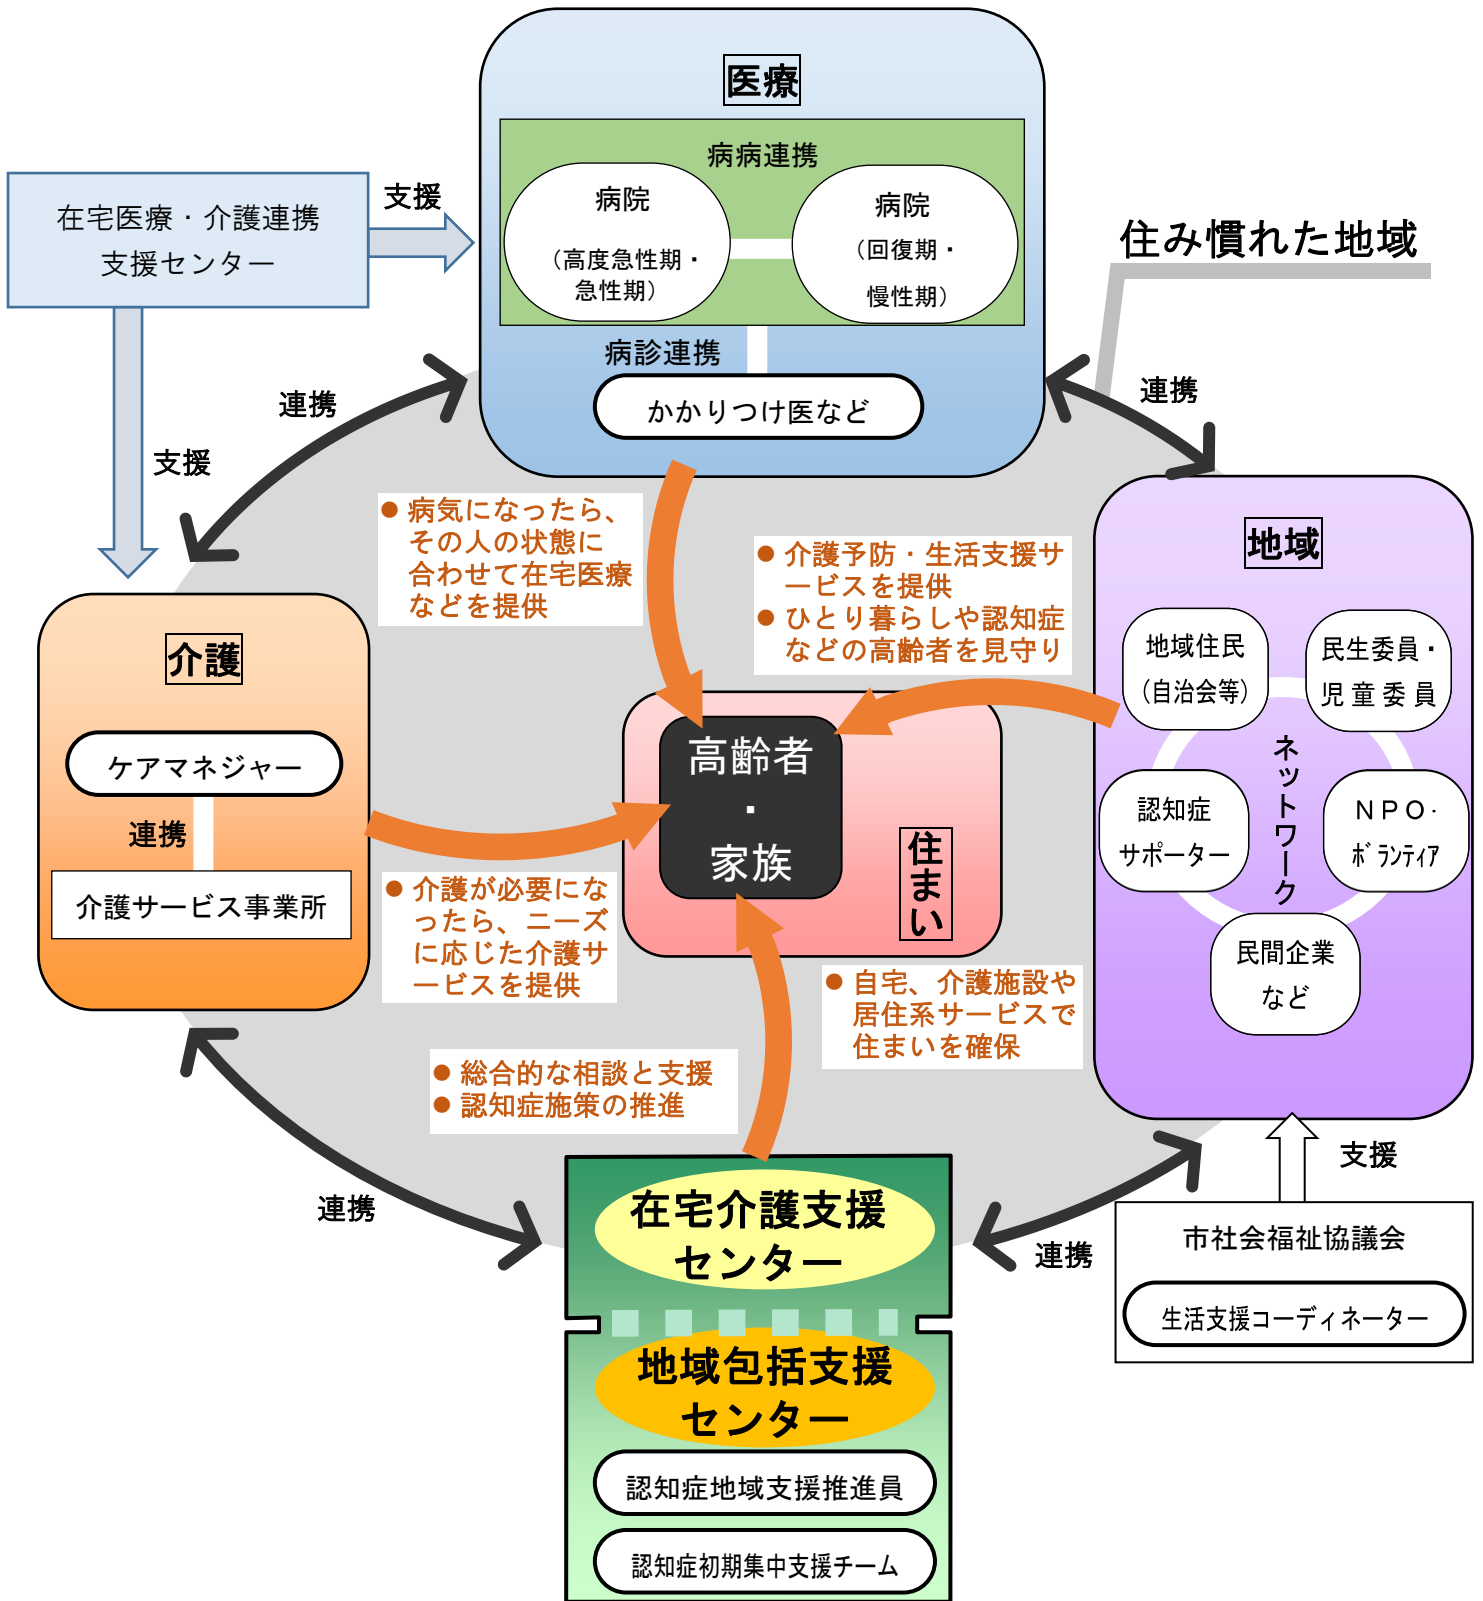 医療
病病連携
病院
（高度急性期・
急性期）
病院
（回復期・
慢性期）
病診連携
かかりつけ医など
在宅医療・介護連携
支援センター
支援
支援
住み慣れた地域
連携
連携
● 病気になったら、
その人の状態に
合わせて在宅医療
などを提供
● 介護予防・生活支援サ
ービスを提供
● ひとり暮らしや認知症
などの高齢者を見守り
地域
地域住民
（自治会等）
民生委員・
児童委員
認知症
サポーター
ネットワーク
ＮＰＯ・
ﾎﾞﾗﾝﾃｨｱ
民間企業
など
介護
ケアマネジャー
連携
介護サービス事業所
高齢者
・
家族
住まい
● 介護が必要にな
ったら、ニーズ
に応じた介護サ
ービスを提供
● 自宅、介護施設や
居住系サービスで
住まいを確保
● 総合的な相談と支援
● 認知症施策の推進
連携
連携
支援
市社会福祉協議会
生活支援コーディネーター
在宅介護支援
センター
地域包括支援
センター
認知症地域支援推進員
認知症初期集中支援チーム